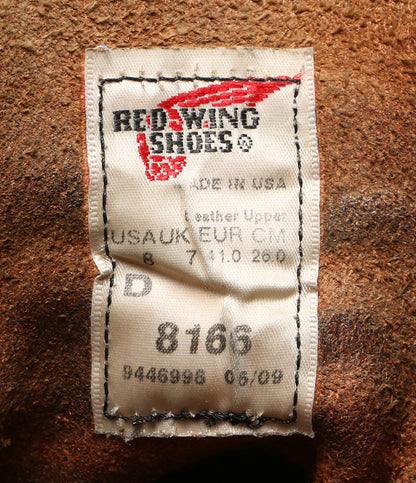 RED WING
SHOES®
MADE IN USA
Leather Upper
USA UK EUR CM
8 7 41.0 26.0
D
8166
9446998 06/09